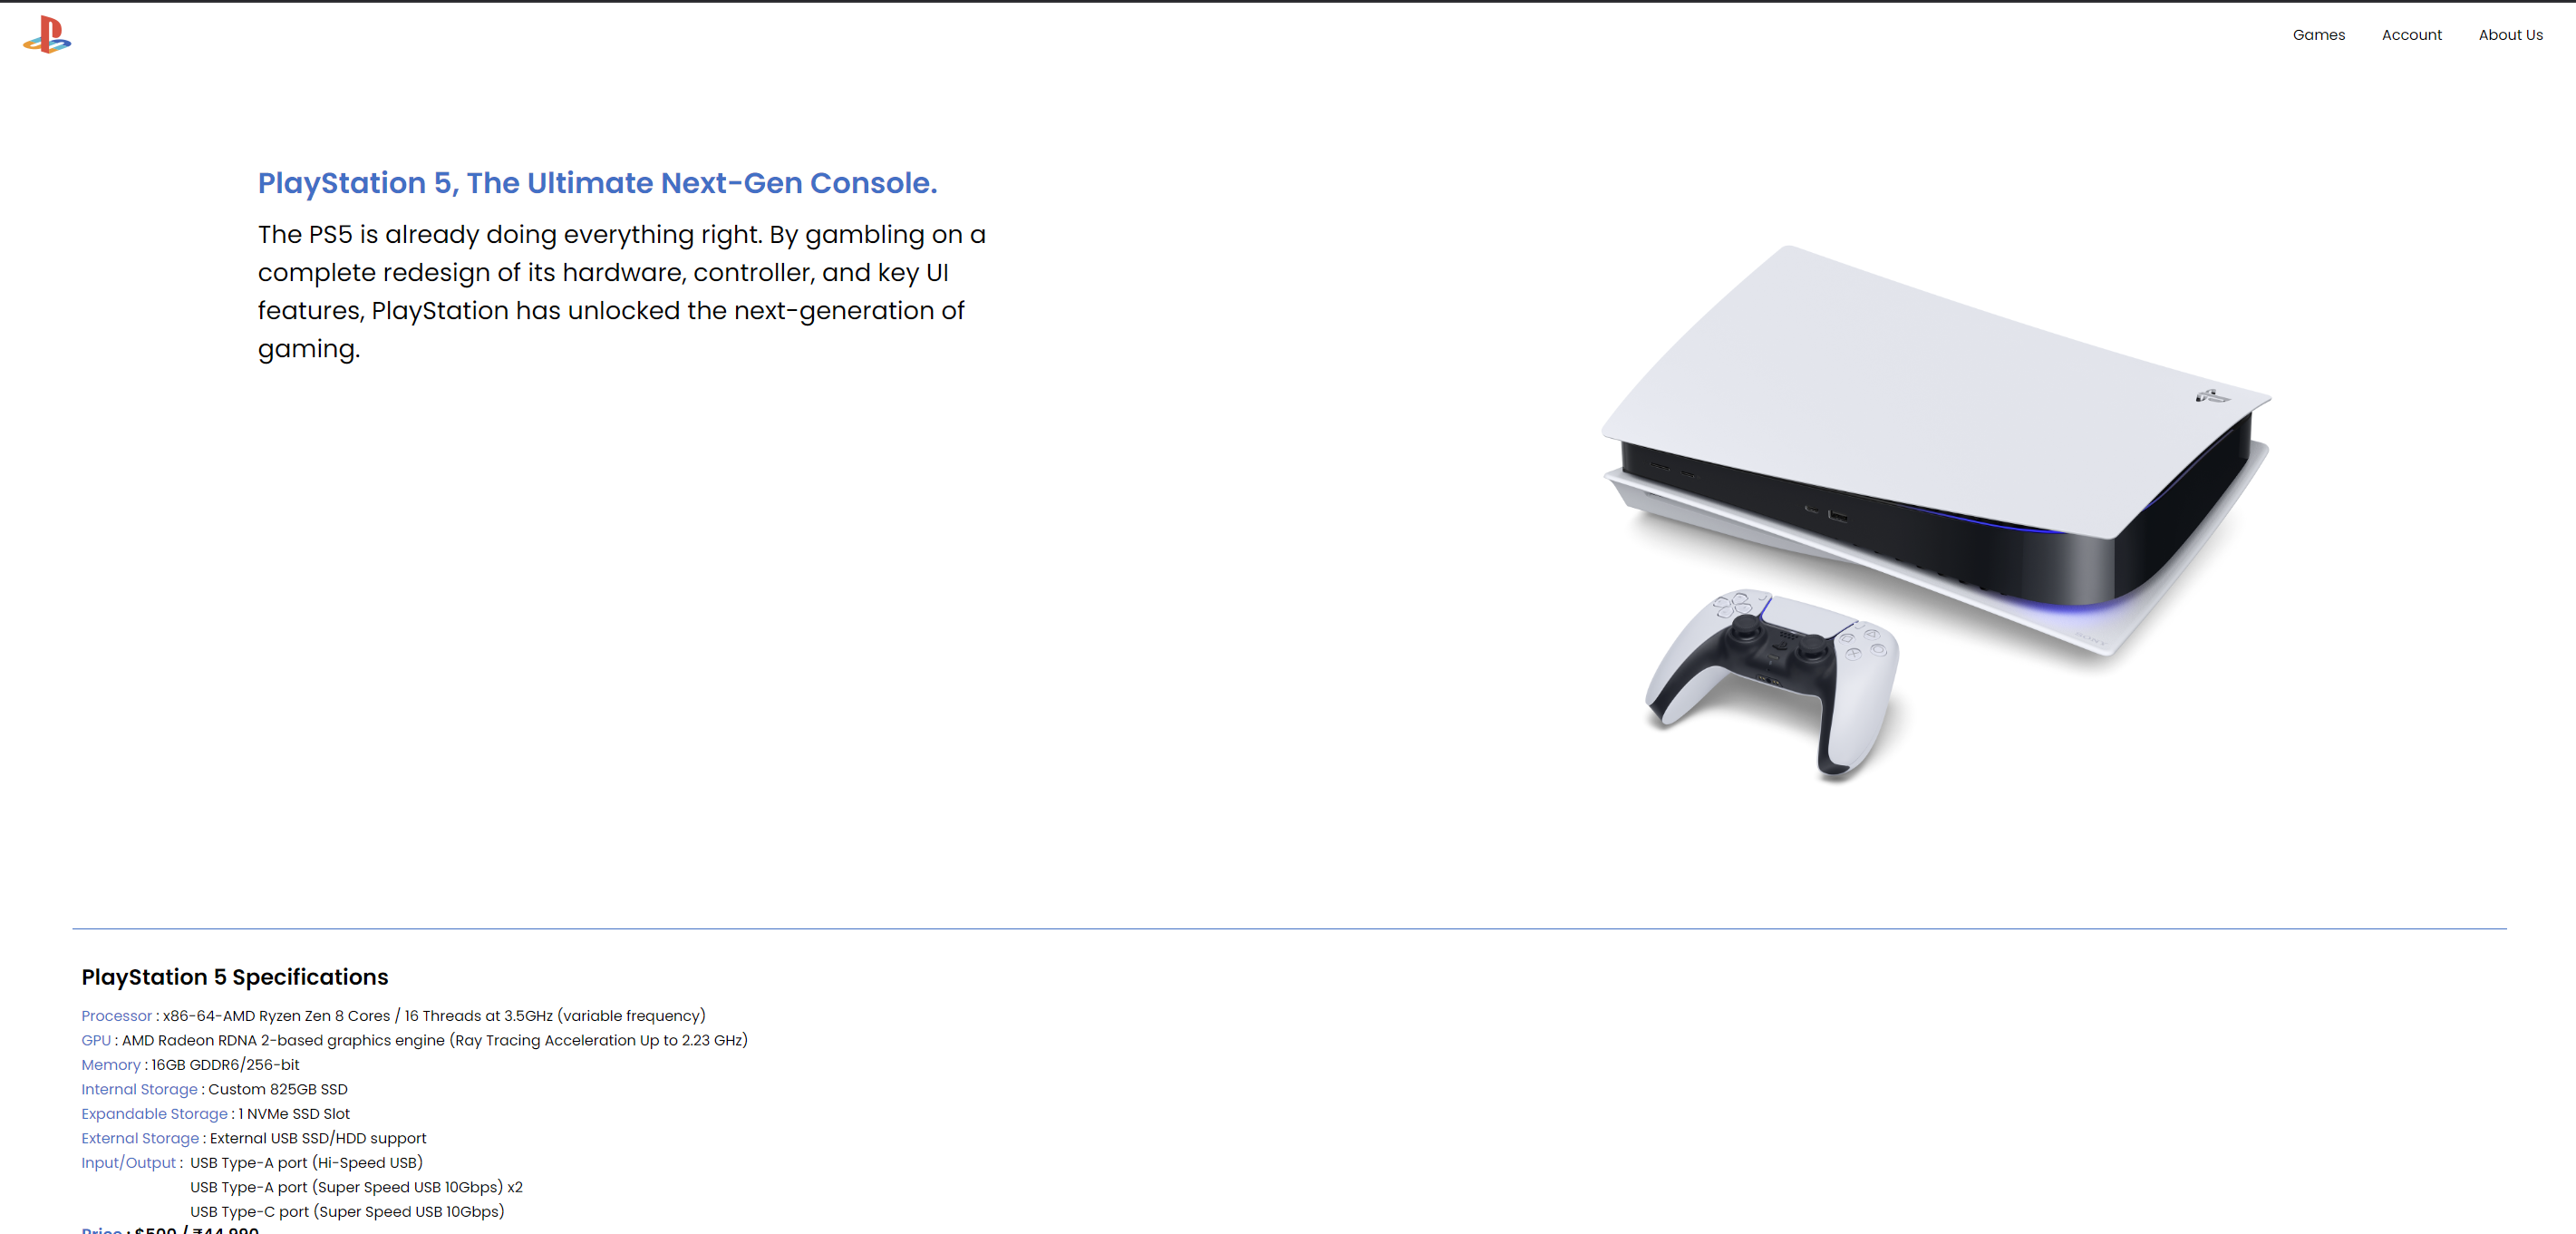 Games Account About Us
PlayStation 5, The Ultimate Next-Gen Console.
The PS5 is already doing everything right. By gambling on a
complete redesign of its hardware, controller, and key UI
features, PlayStation has unlocked the next-generation of
gaming.
SONY
PlayStation 5 Specifications
Processor : x86-64-AMD Ryzen Zen 8 Cores / 16 Threads at 3.5GHz (variable frequency)
GPU : AMD Radeon RDNA 2-based graphics engine (Ray Tracing Acceleration Up to 2.23 GHz)
Memory : 16GB GDDR6/256-bit
Internal Storage : Custom 825GB SSD
Expandable Storage : 1 NVMe SSD Slot
External Storage : External USB SSD/HDD support
Input/Output : USB Type-A port (Hi-Speed USB)
USB Type-A port (Super Speed USB 10Gbps) x2
USB Type-C port (Super Speed USB 10Gbps)
Price : $500 / ₹44,990